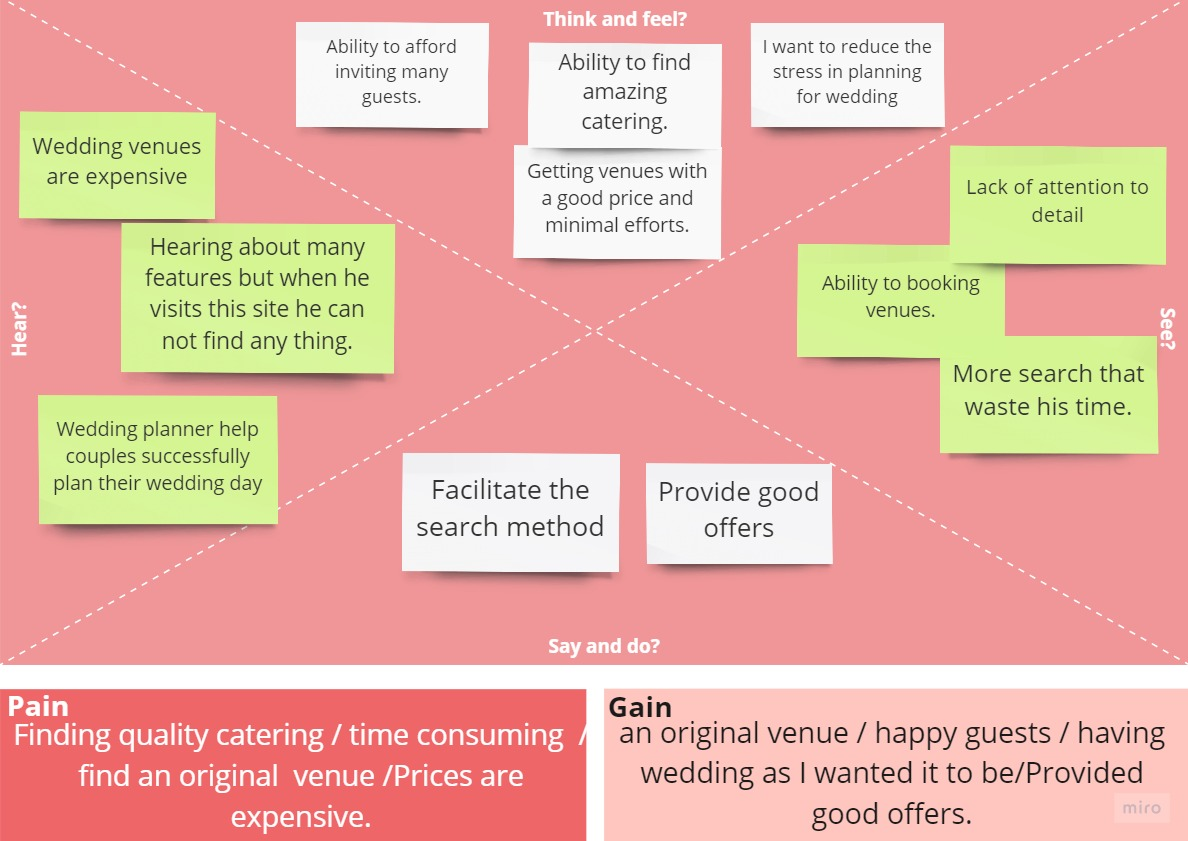 Think and feel?
miro
Ability to afford
inviting many
guests.
Ability to find
amazing
catering.
I want to reduce the
stress in planning
for wedding
Getting venues with
a good price and
minimal efforts.
Wedding venues
are expensive
Hearing about many
features but when he
visits this site he can
not find any thing.
Hear?
Wedding planner help
couples successfully
plan their wedding day
Lack of attention to
detail
Ability to booking
venues.
More search that
waste his time.
See?
Facilitate the
search method
Provide good
offers
Say and do?
Pain
Finding quality catering / time consuming /
find an original venue /Prices are
expensive.
Gain
an original venue / happy guests / having
wedding as I wanted it to be/Provided
good offers.
miro